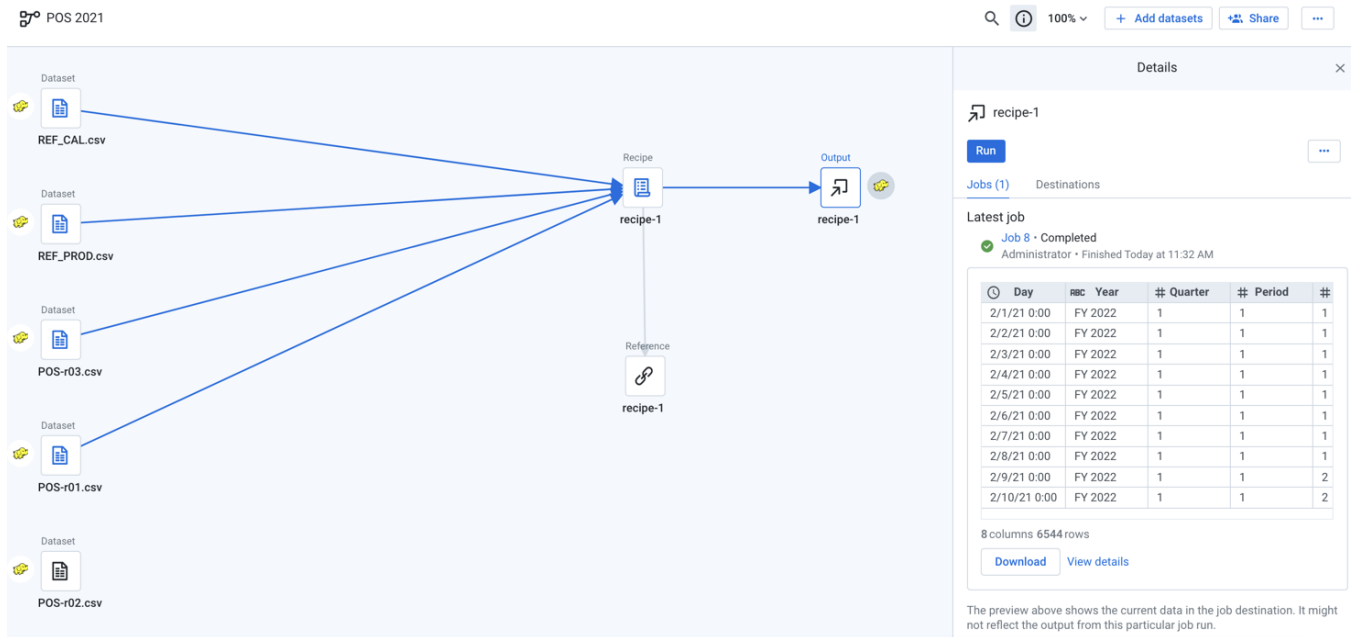 POS 2021
100%
+ Add datasets
Share
...
Dataset
REF_CAL.csv
Dataset
REF_PROD.csv
Dataset
POS-r03.csv
Dataset
POS-r01.csv
Dataset
POS-r02.csv
Recipe
recipe-1
Output
recipe-1
Reference
recipe-1
Details
recipe-1
Run
...
Jobs (1) Destinations
Latest job
Job 8 • Completed
Administrator • Finished Today at 11:32 AM
Day ABC Year # Quarter # Period #
2/1/21 0:00 FY 2022 1 1 1
2/2/21 0:00 FY 2022 1 1 1
2/3/21 0:00 FY 2022 1 1 1
2/4/21 0:00 FY 2022 1 1 1
2/5/21 0:00 FY 2022 1 1 1
2/6/21 0:00 FY 2022 1 1 1
2/7/21 0:00 FY 2022 1 1 1
2/8/21 0:00 FY 2022 1 1 1
2/9/21 0:00 FY 2022 1 1 2
2/10/21 0:00 FY 2022 1 1 2
8 columns 6544 rows
Download View details
The preview above shows the current data in the job destination. It might
not reflect the output from this particular job run.